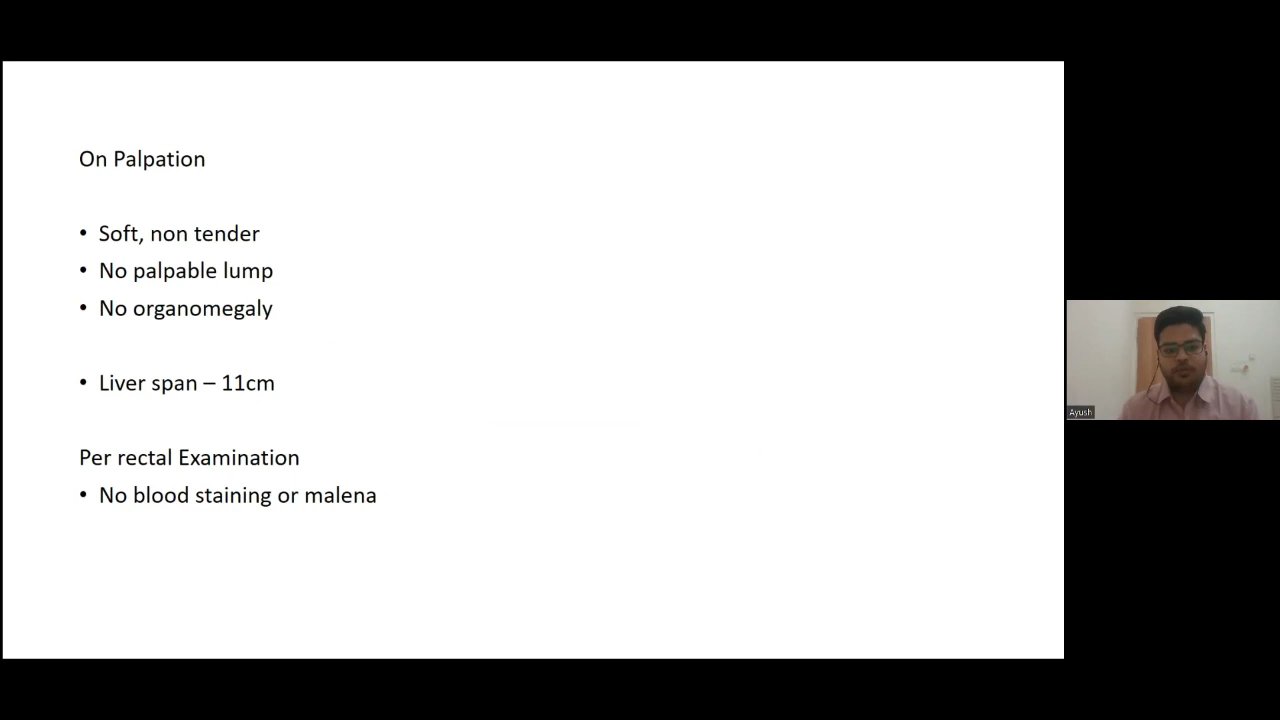 On Palpation
• Soft, non tender
• No palpable lump
• No organomegaly
• Liver span – 11cm
Per rectal Examination
• No blood staining or malena
Ayush